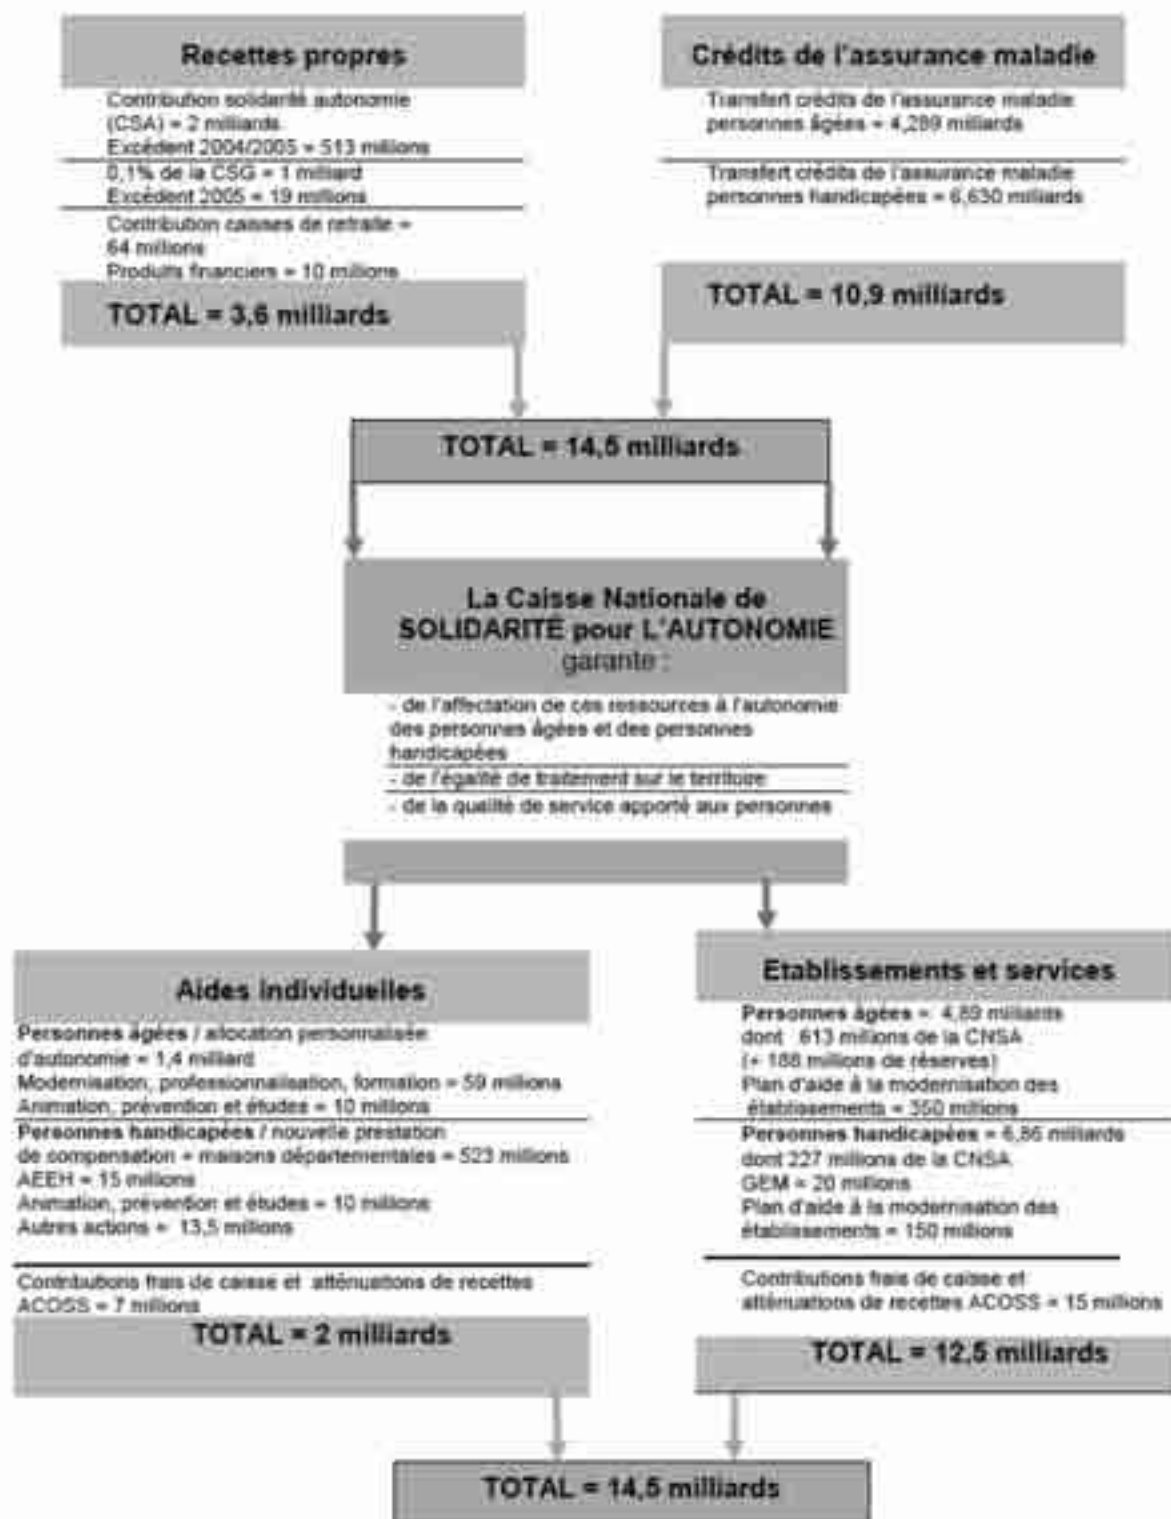 Recettes propres
Contribution solidarité autonomie
(CSA) = 2 milliards
Excédent 2004/2005 = 513 millions
0,1% de la CSG = 1 milliard
Excédent 2005 = 19 millions
Contribution caisses de retraite =
64 millions
Produits financiers = 10 millions
TOTAL = 3,6 milliards
Crédits de l'assurance maladie
Transfert crédits de l'assurance maladie
personnes âgées = 4,289 milliards
Transfert crédits de l'assurance maladie
personnes handicapées = 6,630 milliards
TOTAL = 10,9 milliards
TOTAL = 14,5 milliards
La Caisse Nationale de
SOLIDARITÉ pour L'AUTONOMIE
garante :
- de l'affectation de ces ressources à l'autonomie
des personnes âgées et des personnes
handicapées
- de l'égalité de traitement sur le territoire
- de la qualité de service apporté aux personnes
Aides individuelles
Personnes âgées / allocation personnalisée
d'autonomie = 1,4 milliard
Modernisation, professionnalisation, formation = 59 millions
Animation, prévention et études = 10 millions
Personnes handicapées / nouvelle prestation
de compensation + maisons départementales = 523 millions
AEEH = 15 millions
Animation, prévention et études = 10 millions
Autres actions = 13,5 millions
Contributions frais de caisse et atténuations de recettes
ACOSS = 7 millions
TOTAL = 2 milliards
Etablissements et services
Personnes âgées = 4,89 milliards
dont 613 millions de la CNSA
(+ 188 millions de réserves)
Plan d'aide à la modernisation des
établissements = 350 millions
Personnes handicapées = 6,86 milliards
dont 227 millions de la CNSA
GEM = 20 millions
Plan d'aide à la modernisation des
établissements = 150 millions
Contributions frais de caisse et
atténuations de recettes ACOSS = 15 millions
TOTAL = 12,5 milliards
TOTAL = 14,5 milliards